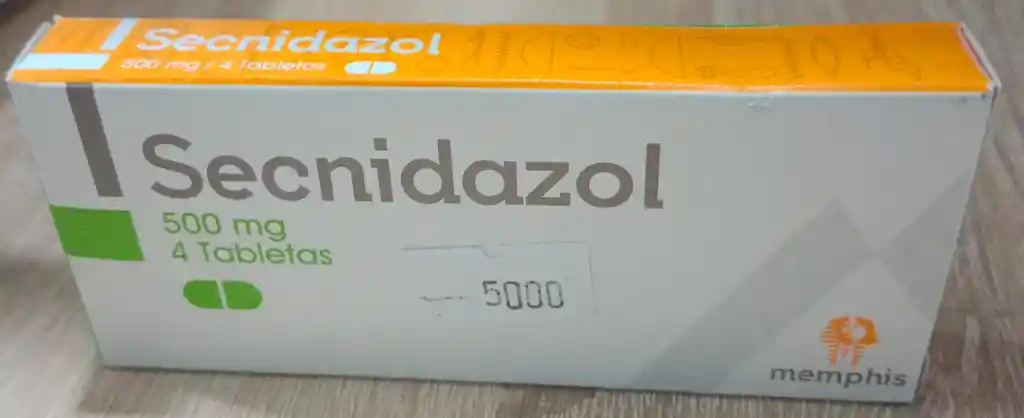 Secnidazol
500 mg / 4 Tabletas
Secnidazol
500 mg
4 Tabletas
5000
memphis